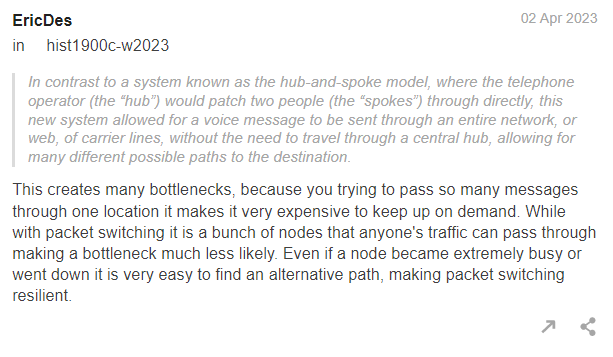 EricDes
02 Apr 2023
in hist1900c-w2023
In contrast to a system known as the hub-and-spoke model, where the telephone
operator (the “hub”) would patch two people (the “spokes”) through directly, this
new system allowed for a voice message to be sent through an entire network, or
web, of carrier lines, without the need to travel through a central hub, allowing for
many different possible paths to the destination.
This creates many bottlenecks, because you trying to pass so many messages
through one location it makes it very expensive to keep up on demand. While
with packet switching it is a bunch of nodes that anyone's traffic can pass through
making a bottleneck much less likely. Even if a node became extremely busy or
went down it is very easy to find an alternative path, making packet switching
resilient.